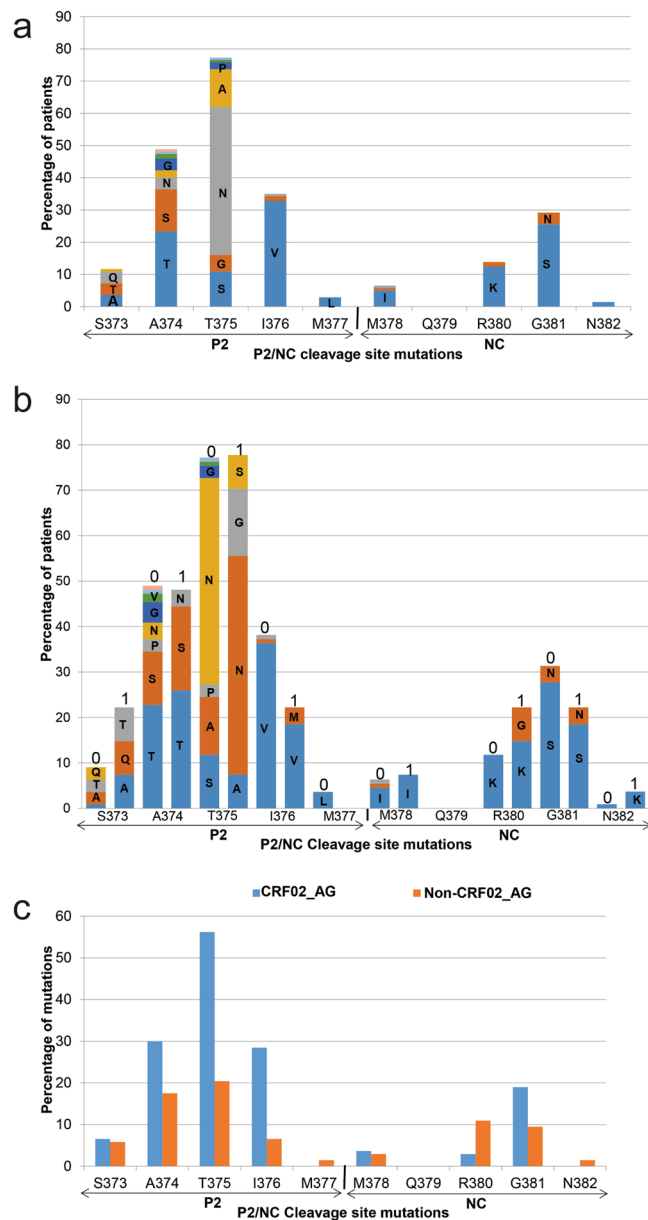 a
Percentage of patients
90
80
70
60
50
40
30
20
10
0
A T Q
T S N G
S G N A P
V
L
I
K
S N
S373 A374 T375 I376 M377 M378 Q379 R380 G381 N382
P2 NC
P2/NC cleavage site mutations
b
Percentage of patients
90
80
70
60
50
40
30
20
10
0
0 1 0 1 0 1 0 1 0 0 1 0 1 0 1 0 1
A T Q
A Q T
T S P N G V
T S N
S A P N G
A N G S
V
V M
L
I
I
K
K G
S N
S N
K
S373 A374 T375 I376 M377 M378 Q379 R380 G381 N382
P2 NC
P2/NC Cleavage site mutations
c
CRF02_AG Non-CRF02_AG
Percentage of mutations
60
50
40
30
20
10
0
S373 A374 T375 I376 M377 M378 Q379 R380 G381 N382
P2 NC
P2/NC Cleavage site mutations